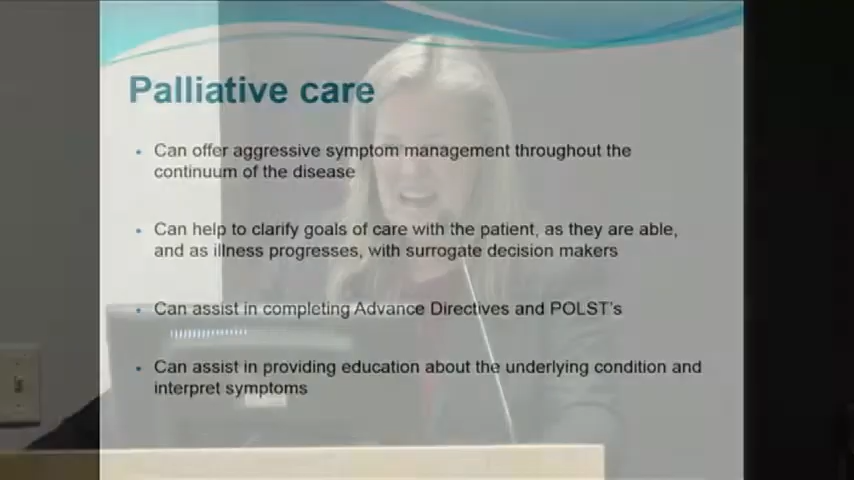 Palliative care
• Can offer aggressive symptom management throughout the
continuum of the disease
• Can help to clarify goals of care with the patient, as they are able,
and as illness progresses, with surrogate decision makers
• Can assist in completing Advance Directives and POLST's
• Can assist in providing education about the underlying condition and
interpret symptoms